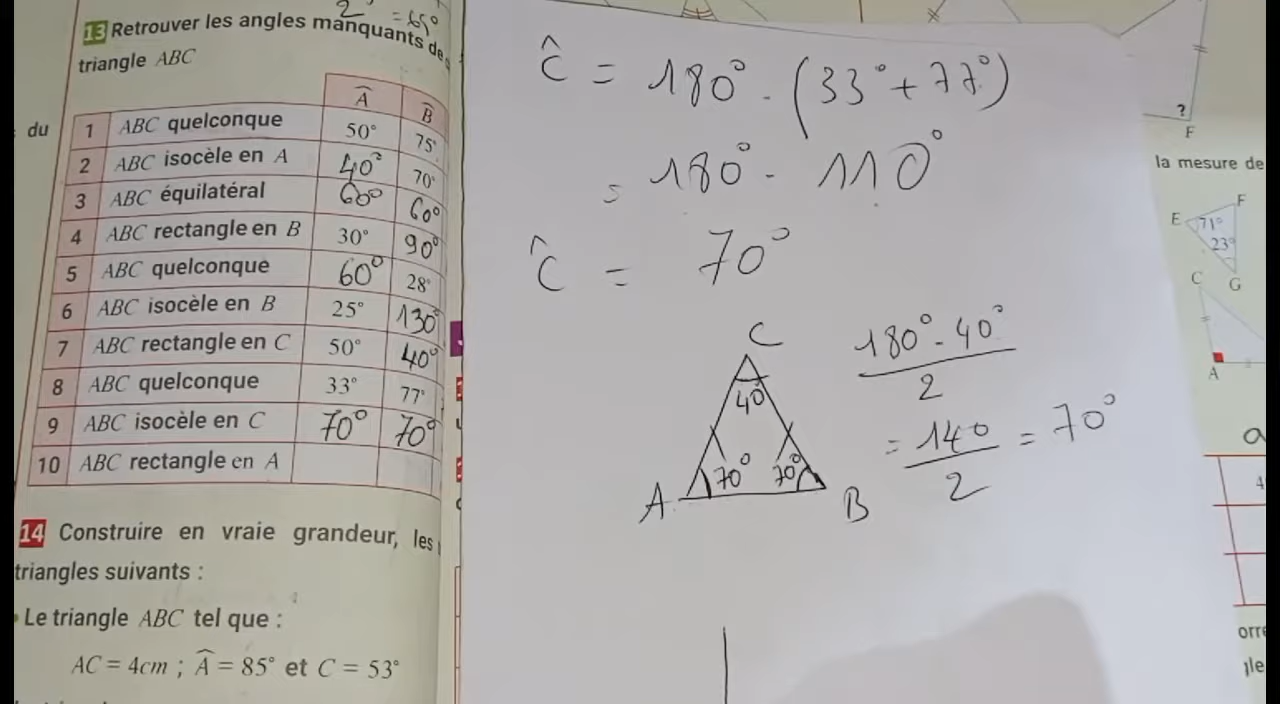 2 = 65°
13 Retrouver les angles manquants de
triangle ABC
Â B̂
1 ABC quelconque 50° 75°
2 ABC isocèle en A 40° 70°
3 ABC équilatéral 60° 60°
4 ABC rectangle en B 30° 90°
5 ABC quelconque 60° 28°
6 ABC isocèle en B 25° 130°
7 ABC rectangle en C 50° 40°
8 ABC quelconque 33° 77°
9 ABC isocèle en C 70° 70°
10 ABC rectangle en A
14 Construire en vraie grandeur, les
triangles suivants :
Le triangle ABC tel que :
AC = 4cm ; Â = 85° et C = 53°
du
Ĉ = 180° - (33° + 77°)
= 180° - 110°
Ĉ = 70°
C
40°
70° 70°
A B
180° - 40°
2
= 140 = 70°
2
?
F
la mesure de
F
E 71°
23°
C G
A
a
4